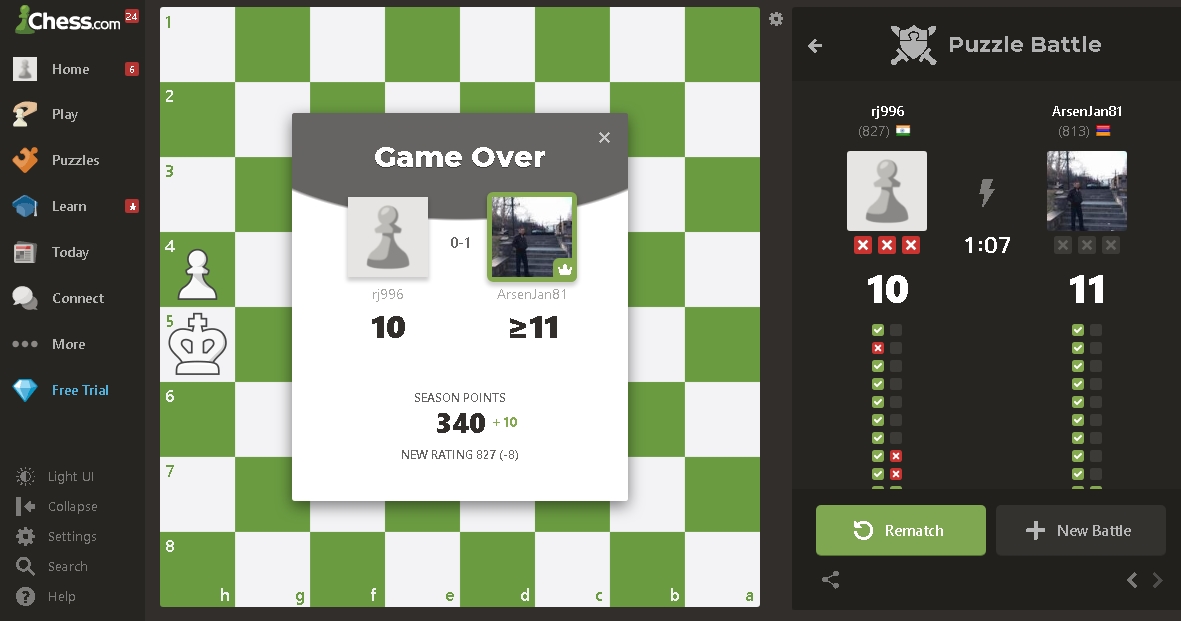 Chess.com 24
Home 6
Play
Puzzles
Learn
Today
Connect
More
Free Trial
Light UI
Collapse
Settings
Search
Help
1
2
3
4
5
6
7
8
h g f e d c b a
Game Over
0-1
rj996 ArsenJan81
10 ≥11
SEASON POINTS
340 +10
NEW RATING 827 (-8)
Puzzle Battle
rj996 ArsenJan81
(827) (813)
1:07
10 11
Rematch New Battle